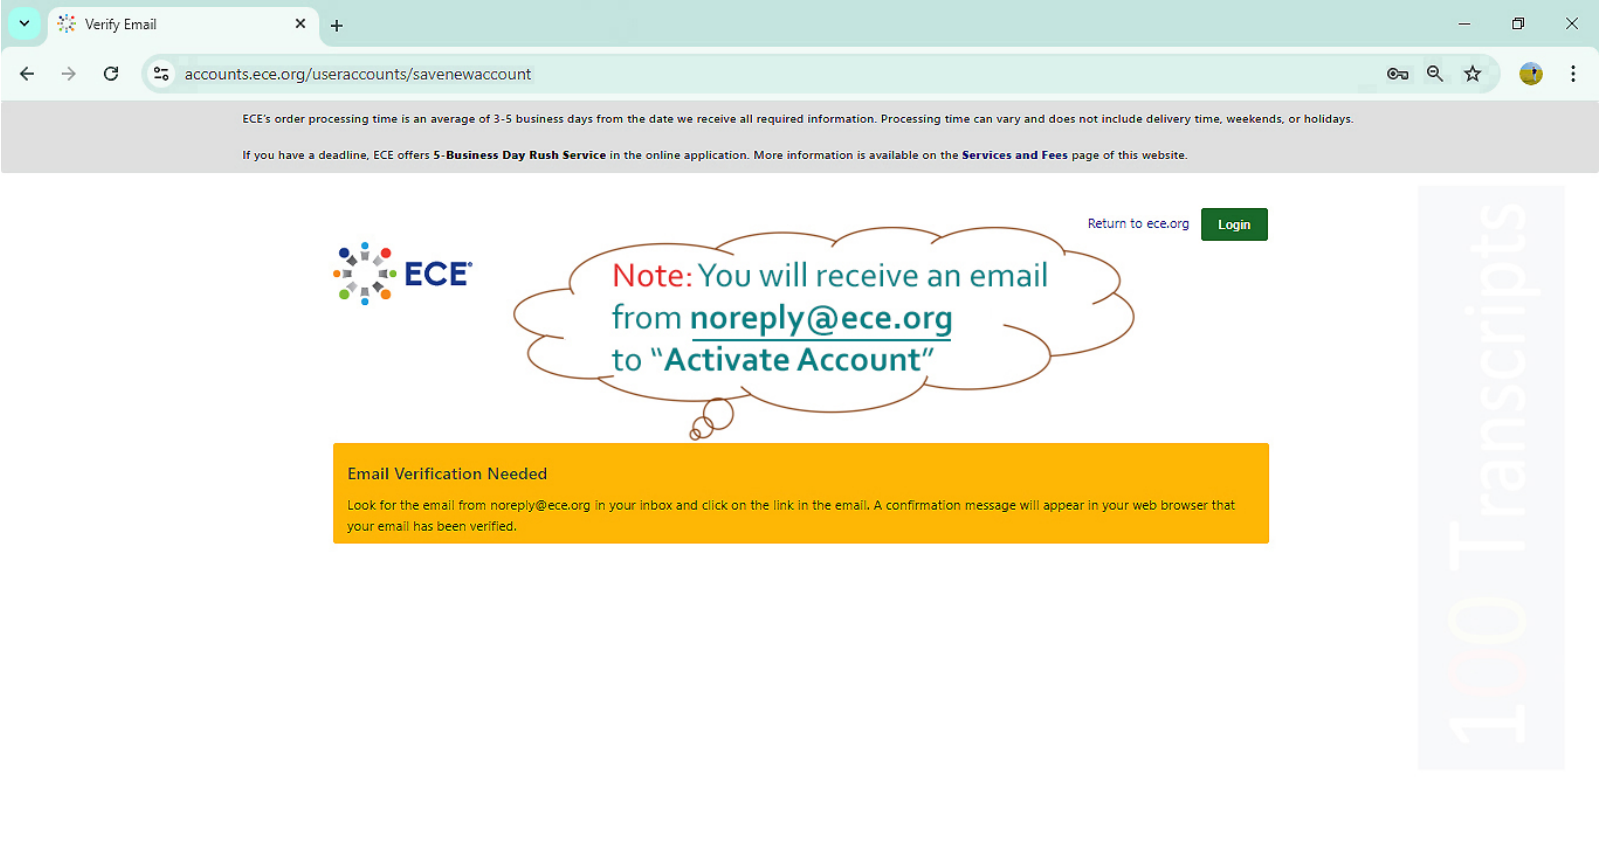 Verify Email
accounts.ece.org/useraccounts/savenewaccount
ECE's order processing time is an average of 3-5 business days from the date we receive all required information. Processing time can vary and does not include delivery time, weekends, or holidays.
If you have a deadline, ECE offers 5-Business Day Rush Service in the online application. More information is available on the Services and Fees page of this website.
Return to ece.org
Login
ECE®
Note: You will receive an email
from noreply@ece.org
to “Activate Account”
Email Verification Needed
Look for the email from noreply@ece.org in your inbox and click on the link in the email. A confirmation message will appear in your web browser that
your email has been verified.
100 Transcripts